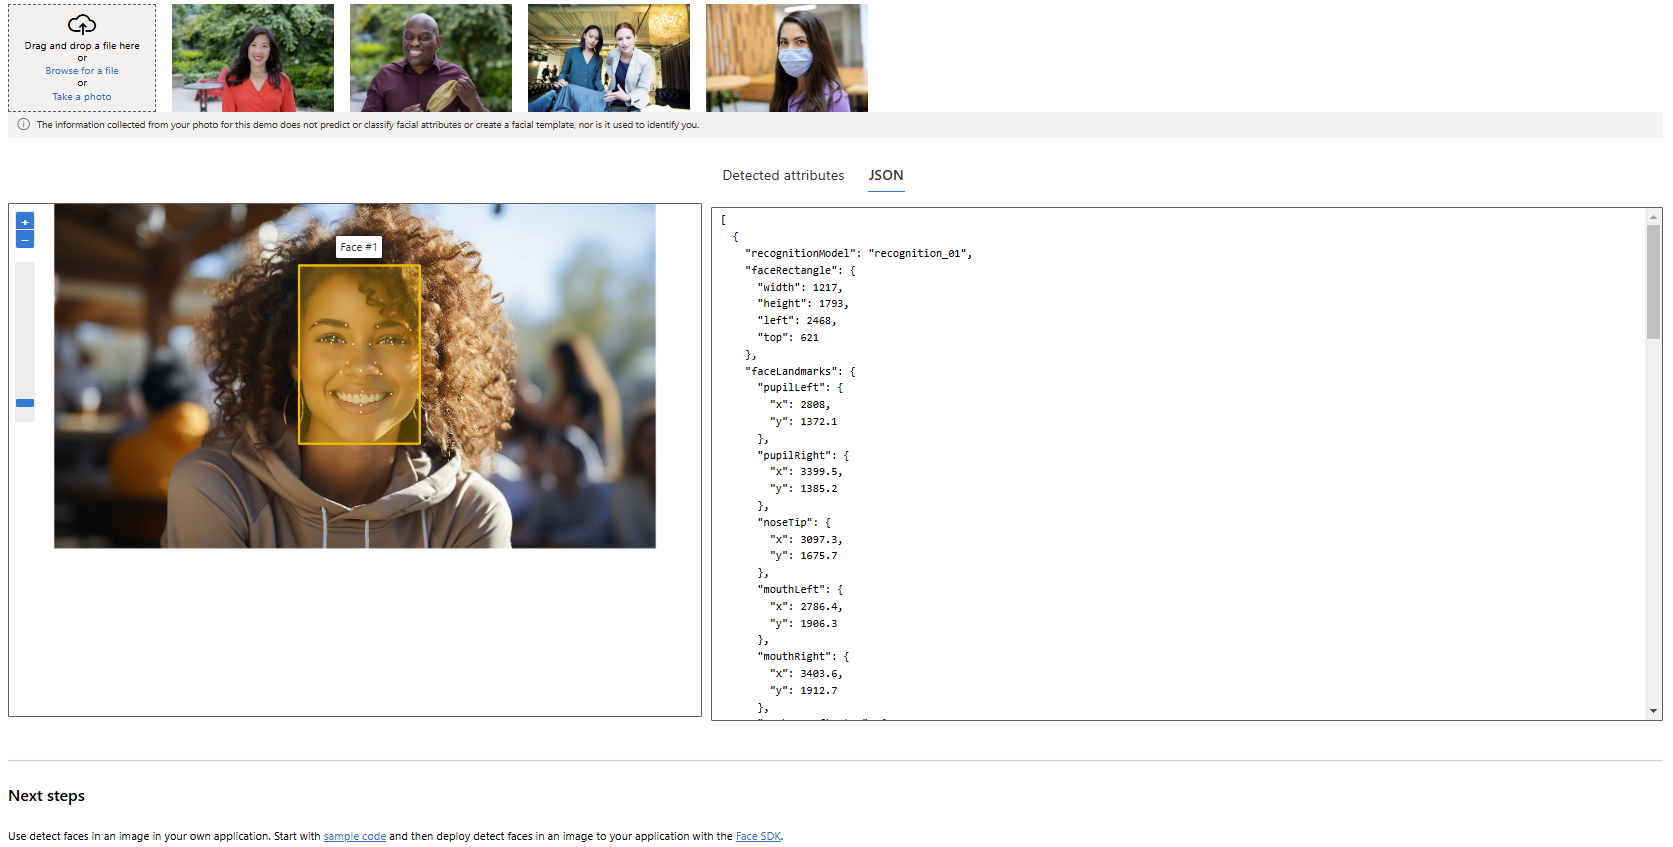 Drag and drop a file here
or
Browse for a file
or
Take a photo
The information collected from your photo for this demo does not predict or classify facial attributes or create a facial template, nor is it used to identify you.
Detected attributes
JSON
+
−
Face #1
[
{
"recognitionModel": "recognition_01",
"faceRectangle": {
"width": 1217,
"height": 1793,
"left": 2468,
"top": 621
},
"faceLandmarks": {
"pupilLeft": {
"x": 2808,
"y": 1372.1
},
"pupilRight": {
"x": 3399.5,
"y": 1385.2
},
"noseTip": {
"x": 3097.3,
"y": 1675.7
},
"mouthLeft": {
"x": 2786.4,
"y": 1906.3
},
"mouthRight": {
"x": 3403.6,
"y": 1912.7
},
Next steps
Use detect faces in an image in your own application. Start with sample code and then deploy detect faces in an image to your application with the Face SDK.